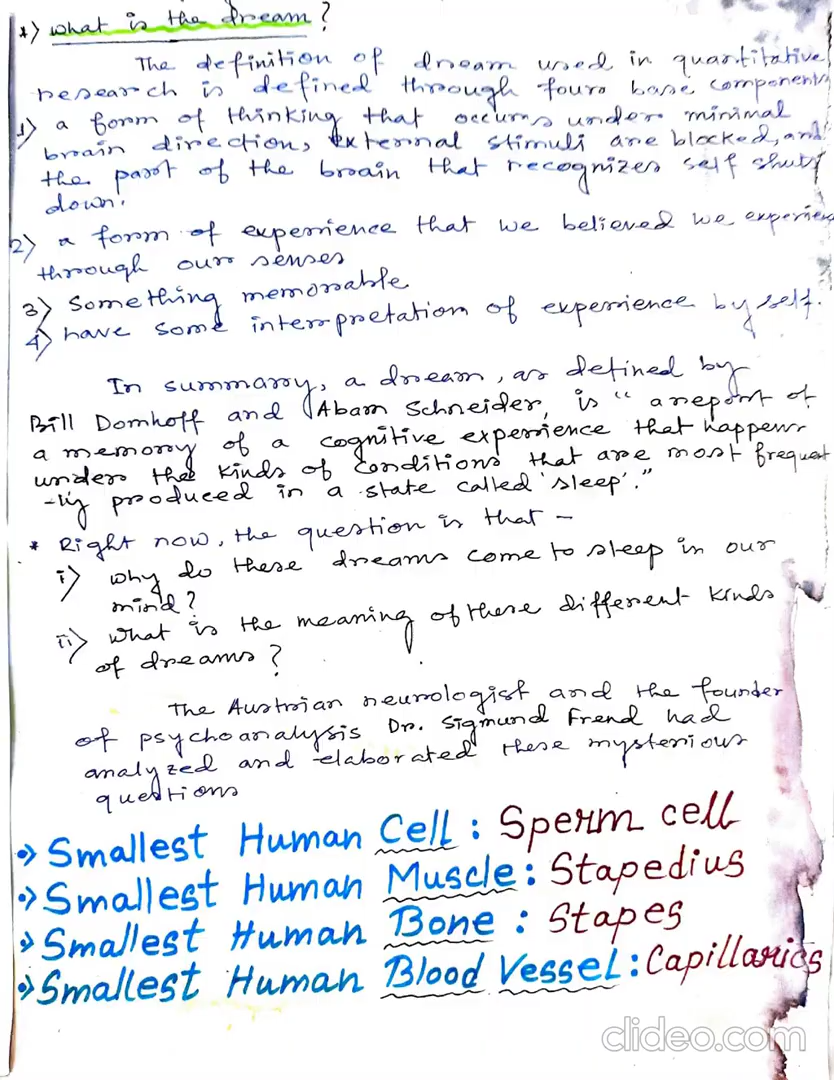 *) what is the dream?
The definition of dream used in quantitative
research is defined through four base components
1) a form of thinking that occurs under minimal
brain direction, external stimuli are blocked, and
the part of the brain that recognizes self shuts
down.
2) a form of experience that we believed we experience
through our senses
3) Something memorable
4) have some interpretation of experience by self.
In summary, a dream, as defined by
Bill Domhoff and Abam Schneider, is "a report of
a memory of a cognitive experience that happens
under the kinds of conditions that are most frequent
-ly produced in a state called 'sleep'."
* Right now, the question is that –
i) why do these dreams come to sleep in our
mind?
ii) what is the meaning of these different kinds
of dreams?
The Austrian neurologist and the founder
of psychoanalysis Dr. Sigmund Frend had
analyzed and elaborated these mysterious
questions
Smallest Human Cell : Sperm cell
Smallest Human Muscle : Stapedius
Smallest Human Bone : Stapes
Smallest Human Blood Vessel : Capillaries
clideo.com